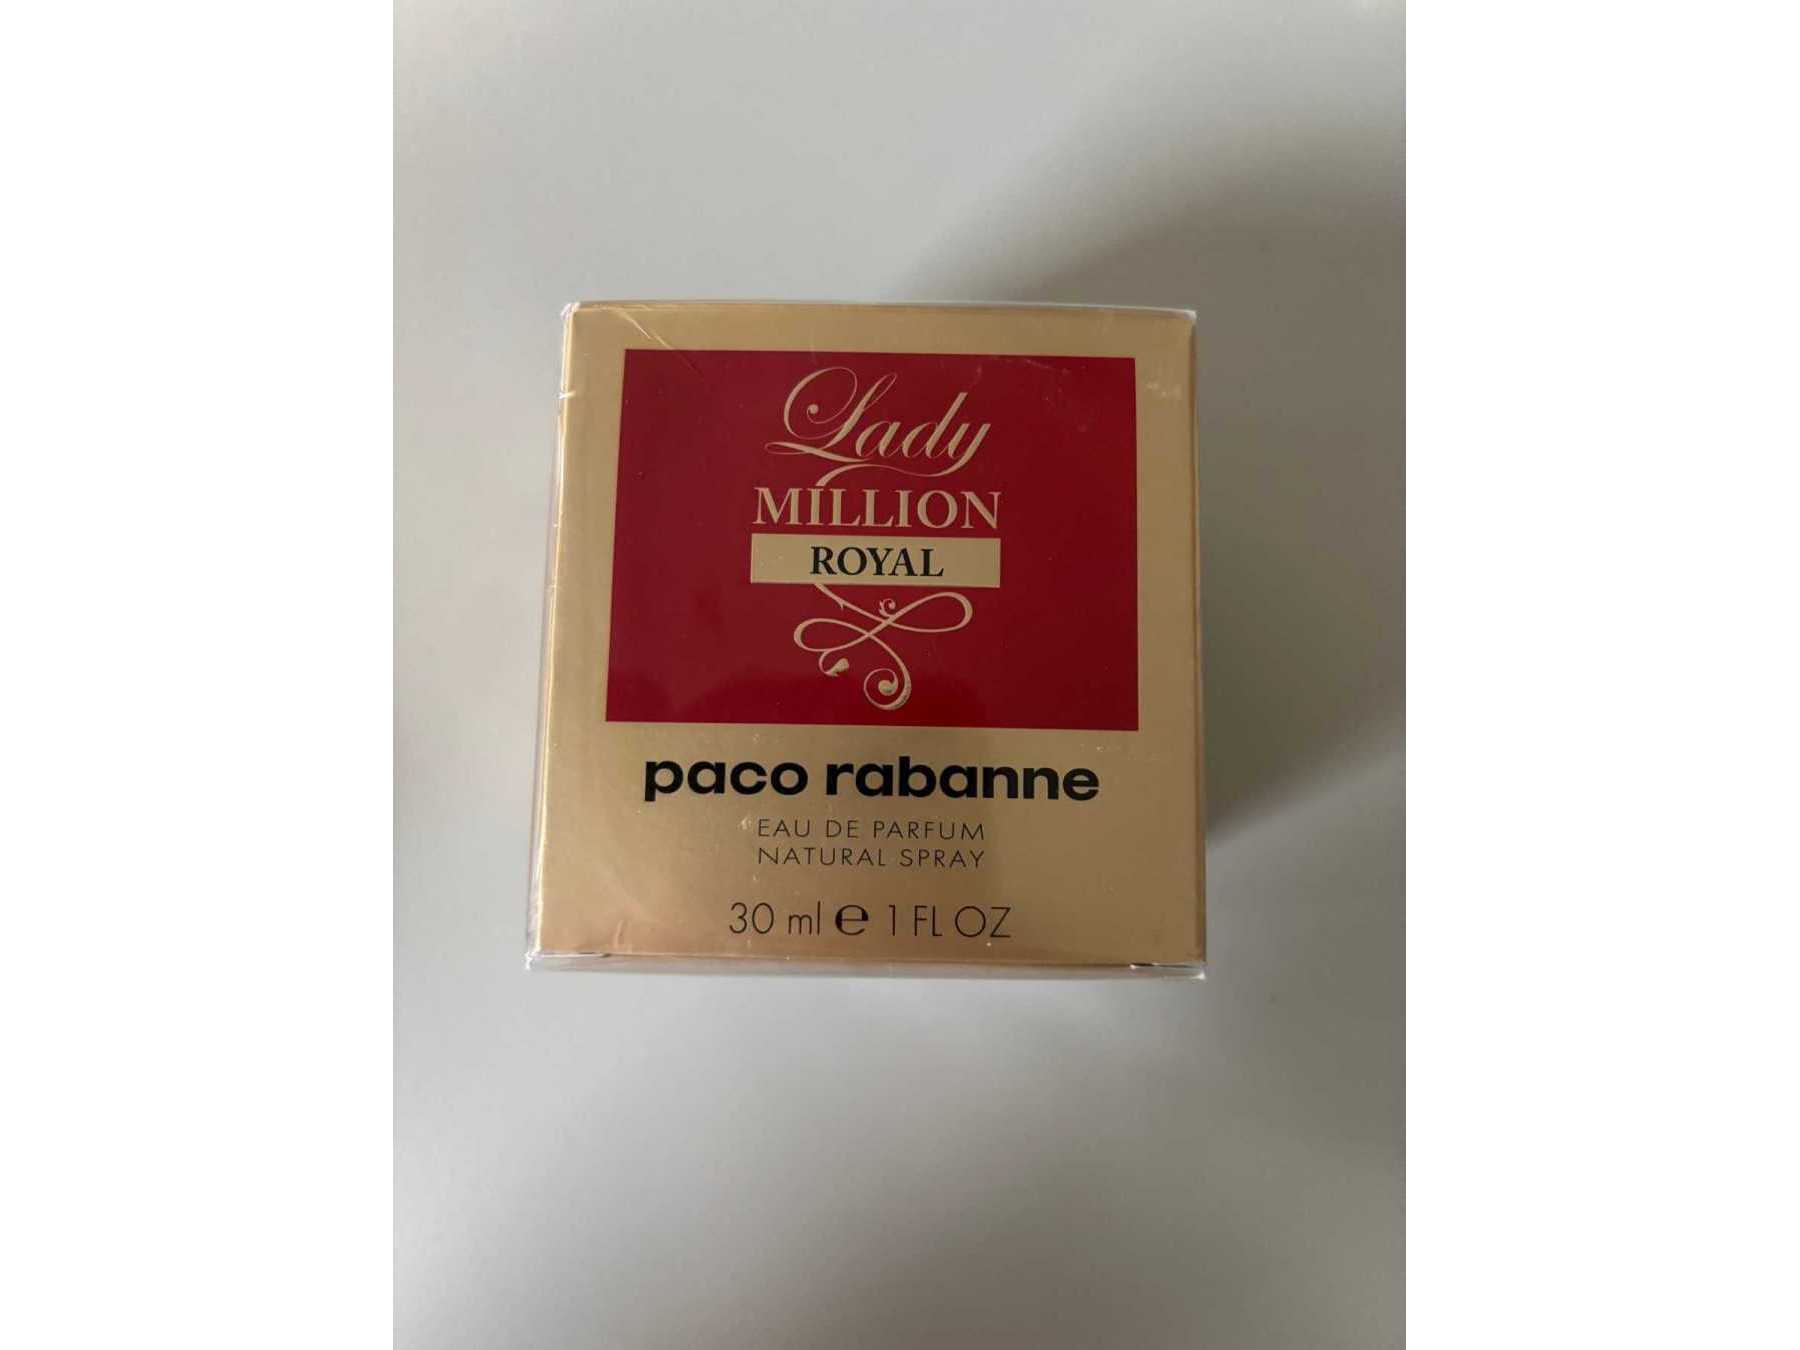 Lady
MILLION
ROYAL
paco rabanne
EAU DE PARFUM
NATURAL SPRAY
30 ml ℮ 1 FL OZ